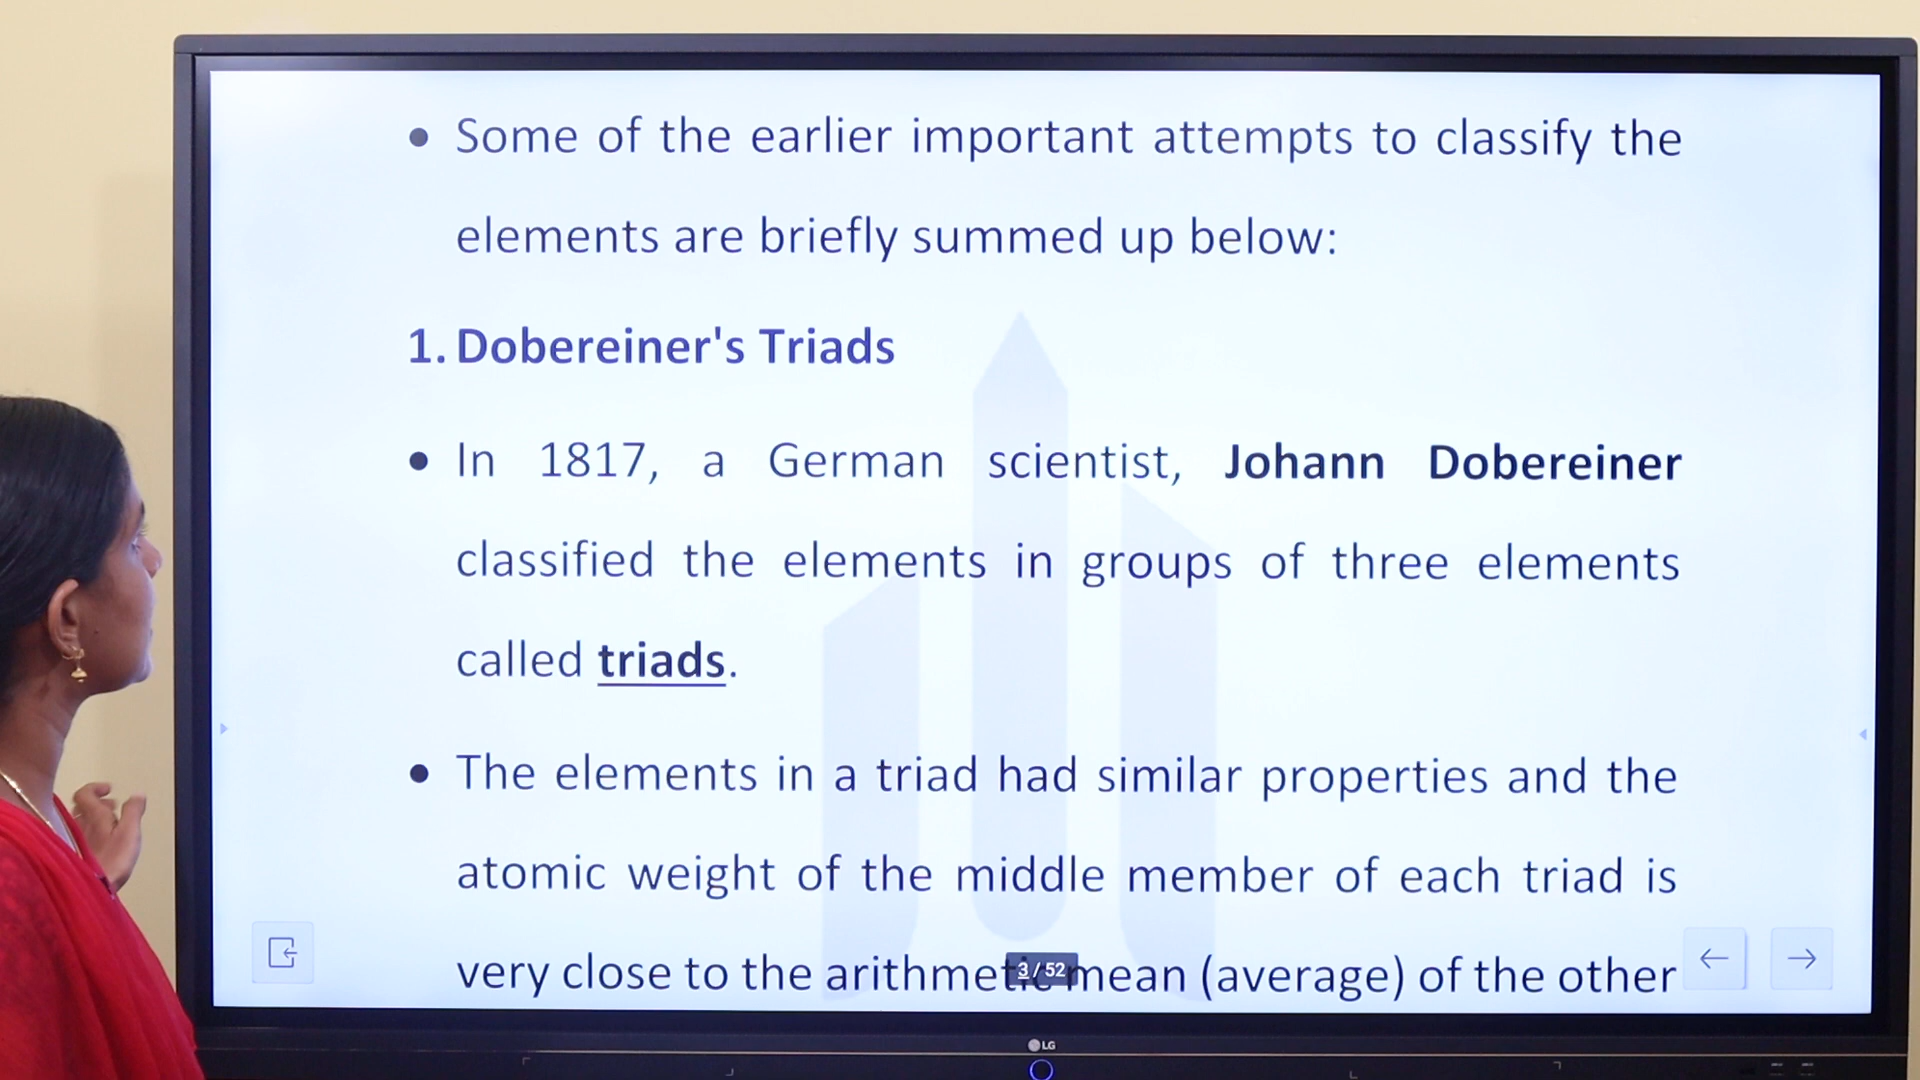 • Some of the earlier important attempts to classify the
elements are briefly summed up below:
1. Dobereiner's Triads
• In 1817, a German scientist, Johann Dobereiner
classified the elements in groups of three elements
called triads.
• The elements in a triad had similar properties and the
atomic weight of the middle member of each triad is
very close to the arithmetic mean (average) of the other
3 / 52
LG